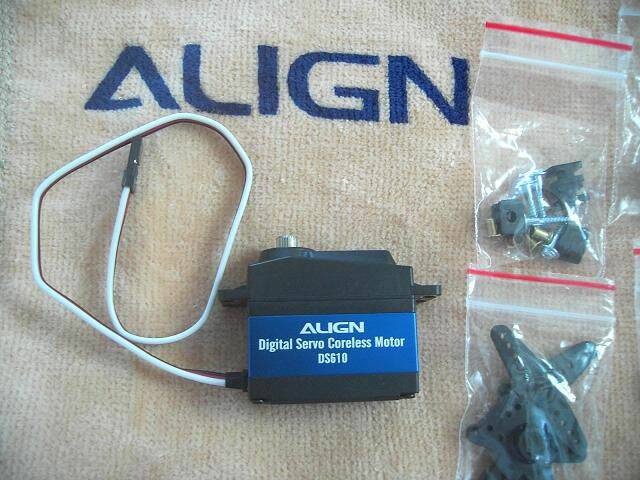 ALIGN
ALIGN
Digital Servo Coreless Motor
DS610